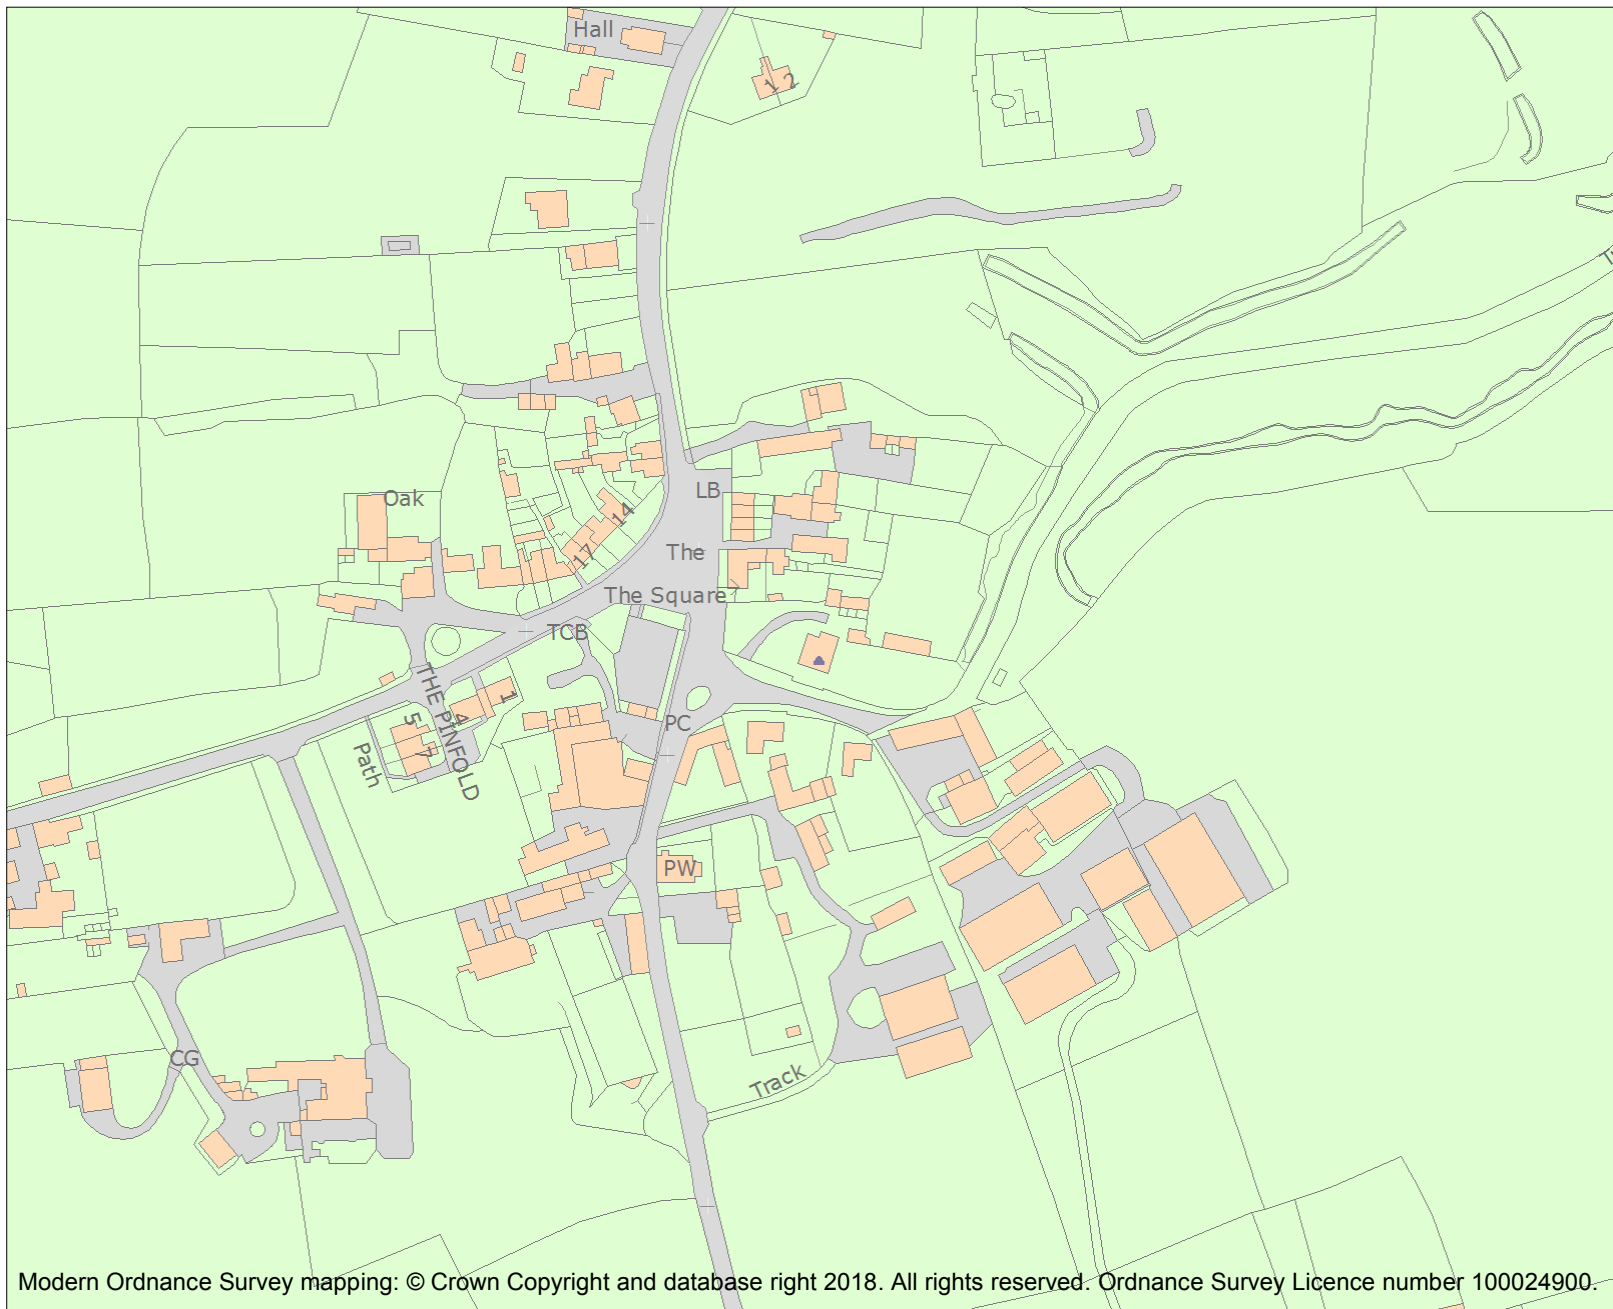 Hall
1 2
Oak
LB
14
The
17
The Square
TCB
THE PINFOLD
1
4
5
7
PC
Path
PW
CG
Track
Modern Ordnance Survey mapping: © Crown Copyright and database right 2018. All rights reserved. Ordnance Survey Licence number 100024900.